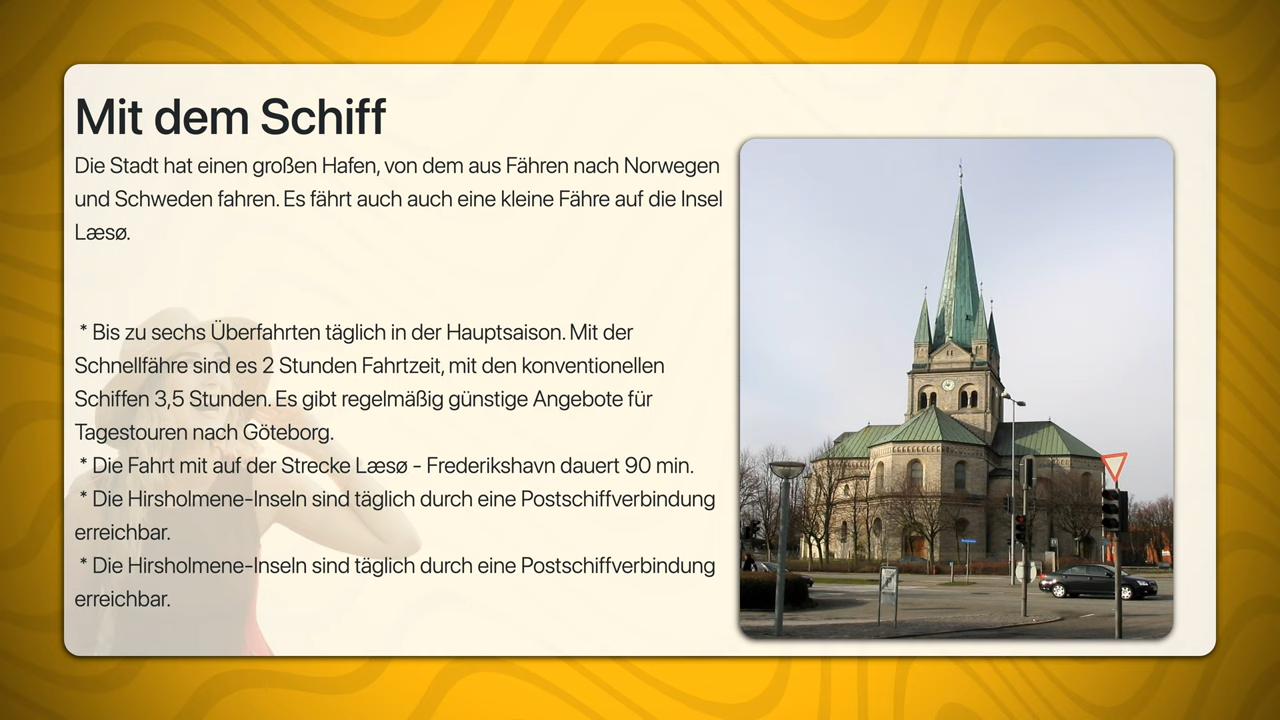 Mit dem Schiff
Die Stadt hat einen großen Hafen, von dem aus Fähren nach Norwegen
und Schweden fahren. Es fährt auch auch eine kleine Fähre auf die Insel
Læsø.
* Bis zu sechs Überfahrten täglich in der Hauptsaison. Mit der
Schnellfähre sind es 2 Stunden Fahrtzeit, mit den konventionellen
Schiffen 3,5 Stunden. Es gibt regelmäßig günstige Angebote für
Tagestouren nach Göteborg.
* Die Fahrt mit auf der Strecke Læsø - Frederikshavn dauert 90 min.
* Die Hirsholmene-Inseln sind täglich durch eine Postschiffverbindung
erreichbar.
* Die Hirsholmene-Inseln sind täglich durch eine Postschiffverbindung
erreichbar.